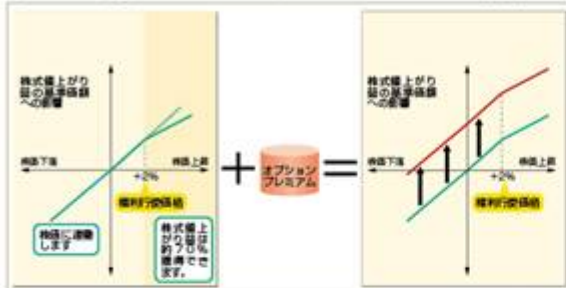 株式値上がり
益の基準価額
への影響
株価下落
株価上昇
+2%
権利行使価格
株価に連動
します
株式値上
がり益は
約70%
獲得でき
ます。
オプション
プレミアム
株式値上がり
益の基準価額
への影響
株価下落
株価上昇
+2%
権利行使価格